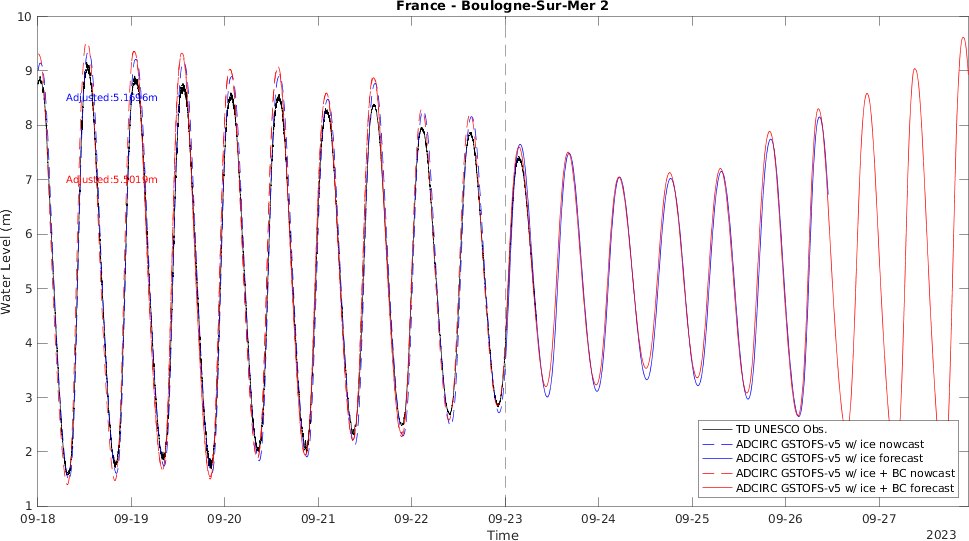 France - Boulogne-Sur-Mer 2
10
9
Adjusted:5.1696m
8
7
Adjusted:5.5019m
6
5
4
3
2
1
Water Level (m)
TD UNESCO Obs.
ADCIRC GSTOFS-v5 w/ ice nowcast
ADCIRC GSTOFS-v5 w/ ice forecast
ADCIRC GSTOFS-v5 w/ ice + BC nowcast
ADCIRC GSTOFS-v5 w/ ice + BC forecast
09-18 09-19 09-20 09-21 09-22 09-23 09-24 09-25 09-26 09-27
Time
2023